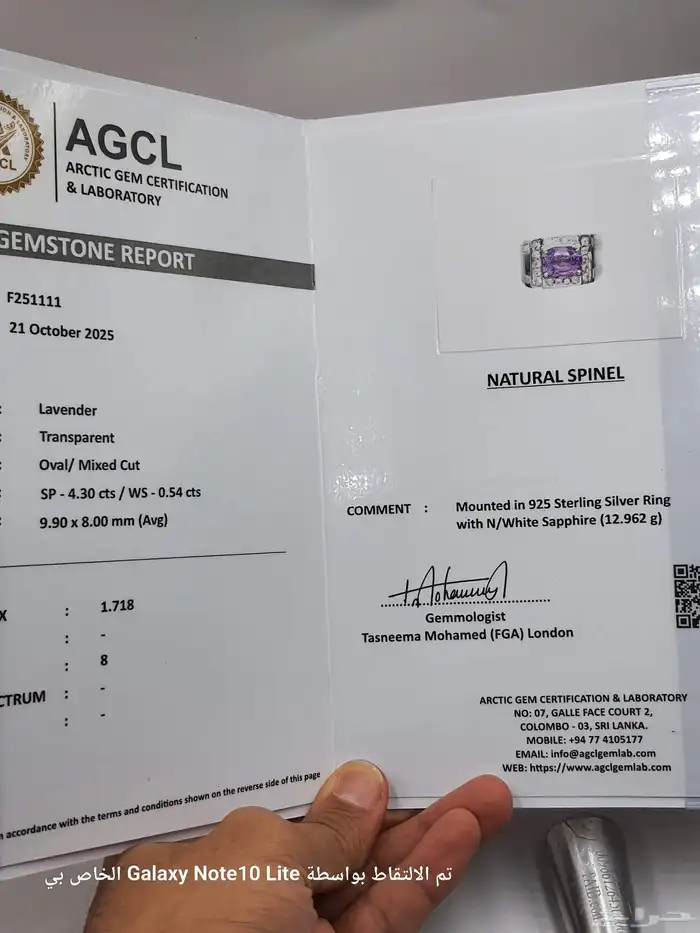 CL
AGCL
ARCTIC GEM CERTIFICATION
& LABORATORY
GEMSTONE REPORT
F251111
21 October 2025
: Lavender
: Transparent
: Oval/ Mixed Cut
: SP - 4.30 cts / WS - 0.54 cts
: 9.90 x 8.00 mm (Avg)
X : 1.718
: -
: 8
CTRUM : -
: -
n accordance with the terms and conditions shown on the reverse side of this page
NATURAL SPINEL
COMMENT : Mounted in 925 Sterling Silver Ring
with N/White Sapphire (12.962 g)
Gemmologist
Tasneema Mohamed (FGA) London
ARCTIC GEM CERTIFICATION & LABORATORY
NO: 07, GALLE FACE COURT 2,
COLOMBO - 03, SRI LANKA.
MOBILE: +94 77 4105177
EMAIL: info@agclgemlab.com
WEB: https://www.agclgemlab.com
تم الالتقاط بواسطة Galaxy Note10 Lite الخاص بي
حراج